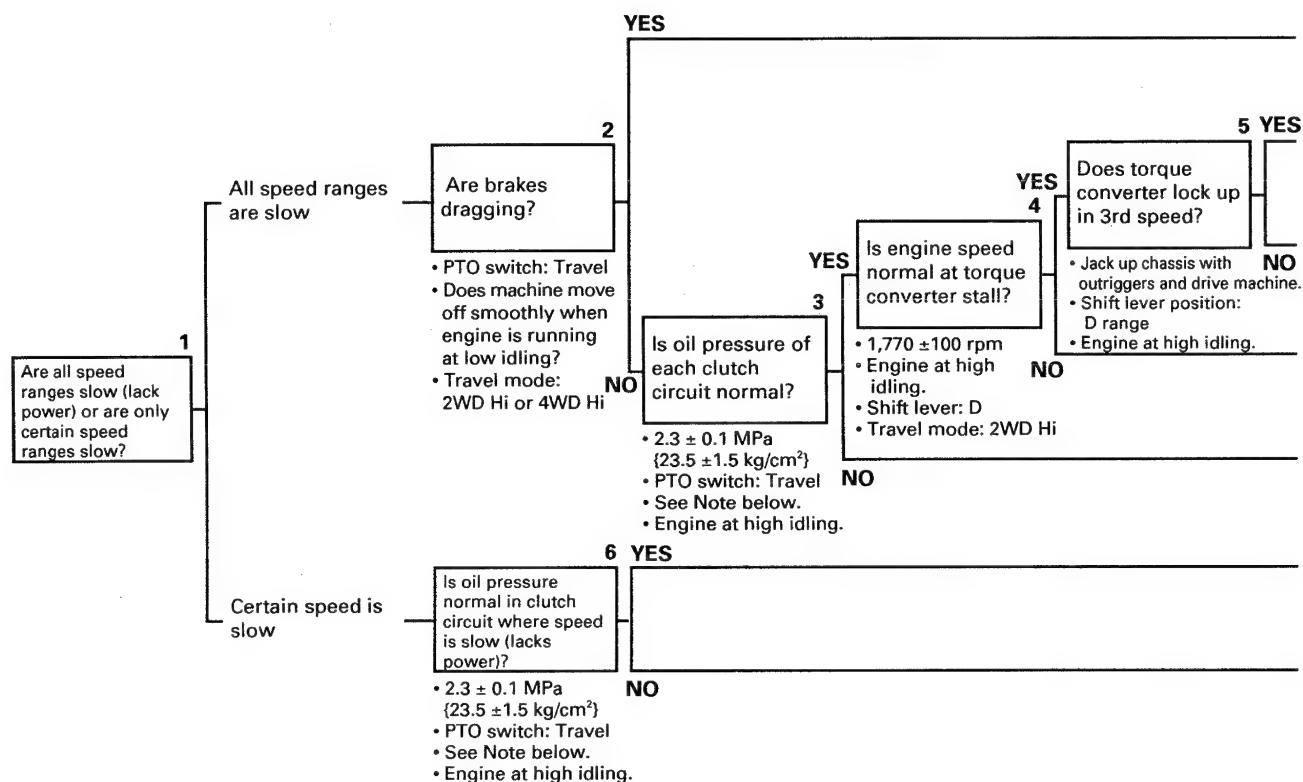 YES
2
Are brakes
dragging?
All speed ranges
are slow
• PTO switch: Travel
• Does machine move
off smoothly when
engine is running
at low idling?
• Travel mode:
2WD Hi or 4WD Hi
NO
5 YES
Does torque
converter lock up
in 3rd speed?
YES
4
NO
• Jack up chassis with
outriggers and drive machine.
• Shift lever position:
D range
• Engine at high idling.
Is engine speed
normal at torque
converter stall?
YES
3
• 1,770 ±100 rpm
• Engine at high
idling.
• Shift lever: D
• Travel mode: 2WD Hi
NO
Is oil pressure of
each clutch
circuit normal?
• 2.3 ± 0.1 MPa
{23.5 ±1.5 kg/cm²}
• PTO switch: Travel
• See Note below.
• Engine at high idling.
NO
1
Are all speed
ranges slow (lack
power) or are only
certain speed
ranges slow?
Certain speed is
slow
6 YES
Is oil pressure
normal in clutch
circuit where speed
is slow (lacks
power)?
NO
• 2.3 ± 0.1 MPa
{23.5 ±1.5 kg/cm²}
• PTO switch: Travel
• See Note below.
• Engine at high idling.